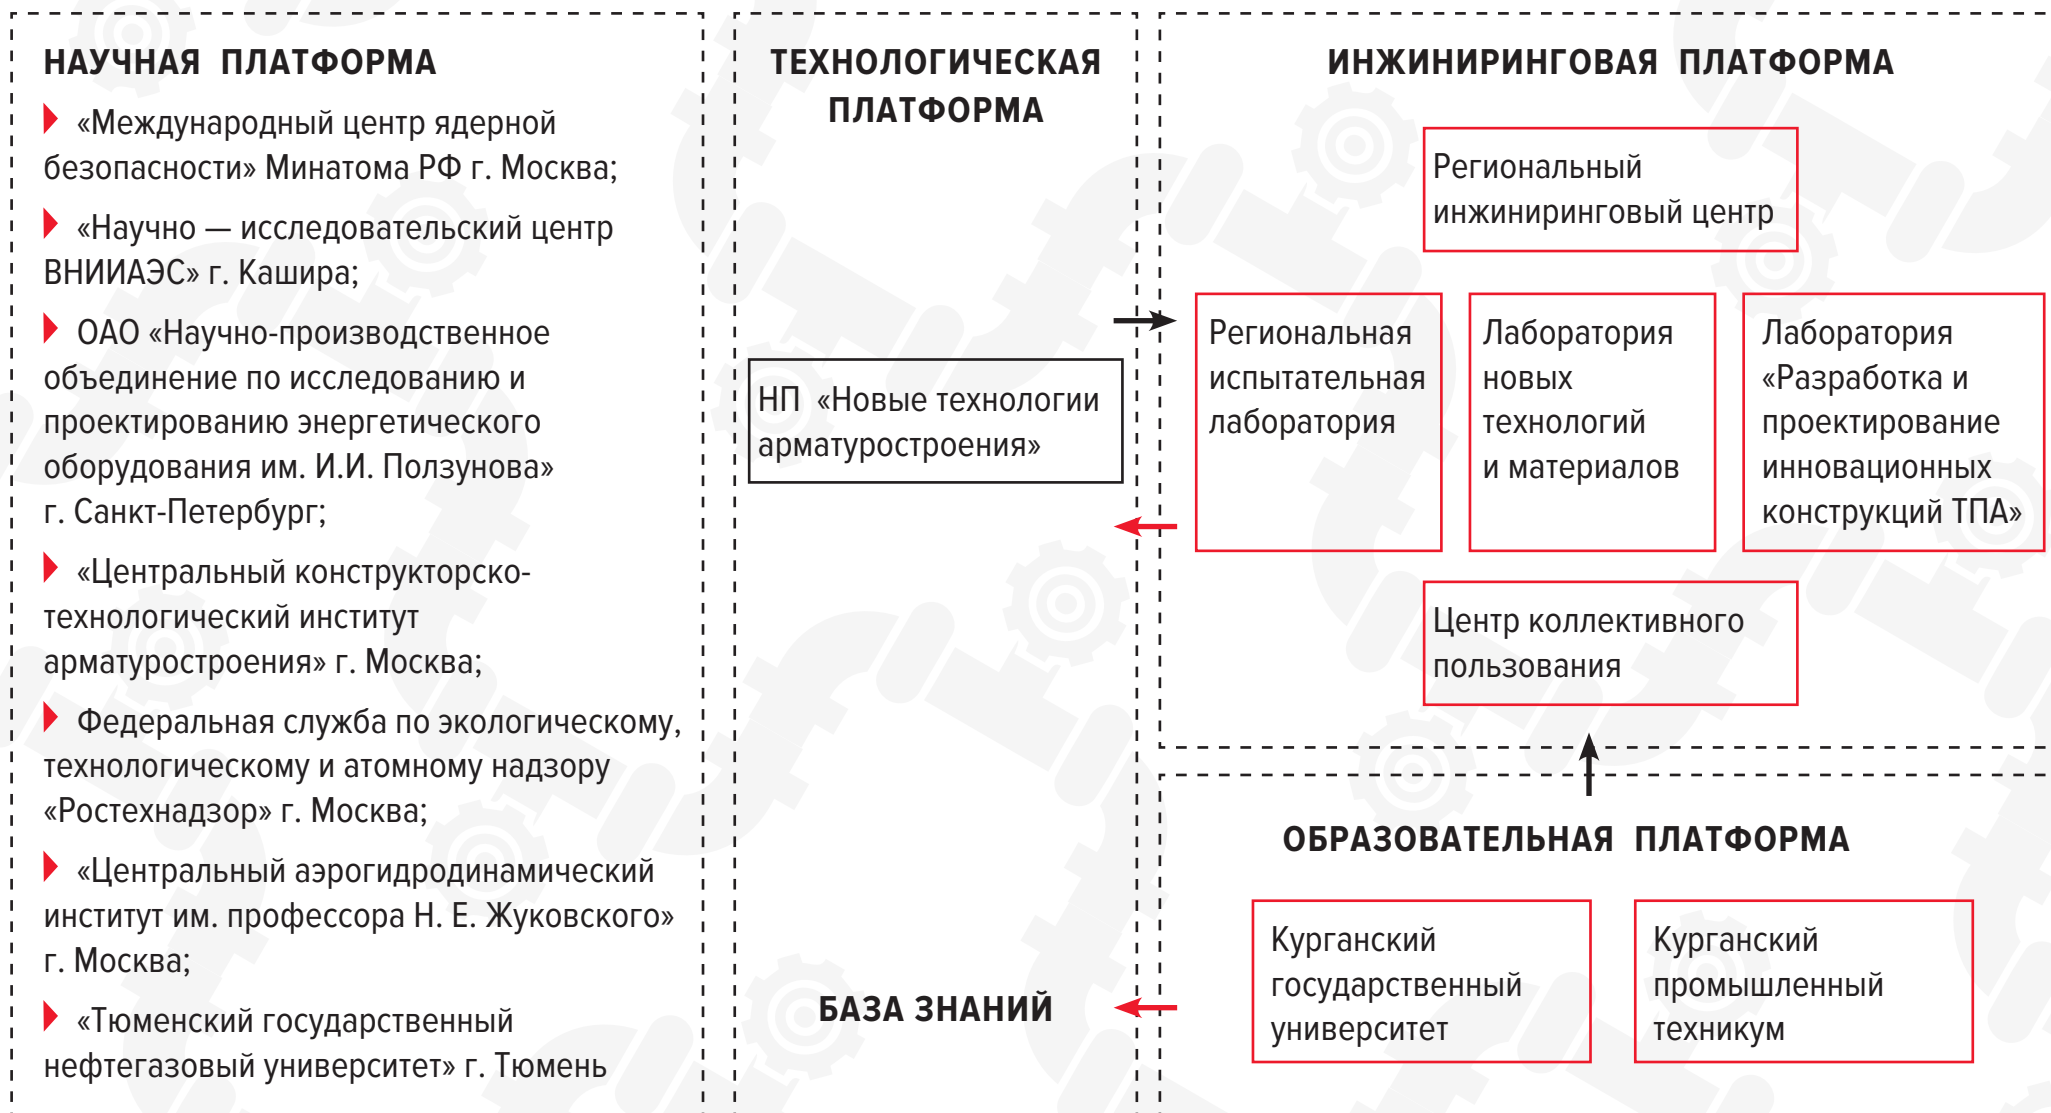 НАУЧНАЯ ПЛАТФОРМА
«Международный центр ядерной
безопасности» Минатома РФ г. Москва;
«Научно — исследовательский центр
ВНИИАЭС» г. Кашира;
ОАО «Научно-производственное
объединение по исследованию и
проектированию энергетического
оборудования им. И.И. Ползунова»
г. Санкт-Петербург;
«Центральный конструкторско-
технологический институт
арматуростроения» г. Москва;
Федеральная служба по экологическому,
технологическому и атомному надзору
«Ростехнадзор» г. Москва;
«Центральный аэрогидродинамический
институт им. профессора Н. Е. Жуковского»
г. Москва;
«Тюменский государственный
нефтегазовый университет» г. Тюмень
ТЕХНОЛОГИЧЕСКАЯ
ПЛАТФОРМА
НП «Новые технологии
арматуростроения»
БАЗА ЗНАНИЙ
ИНЖИНИРИНГОВАЯ ПЛАТФОРМА
Региональный
инжиниринговый центр
Региональная
испытательная
лаборатория
Лаборатория
новых
технологий
и материалов
Лаборатория
«Разработка и
проектирование
инновационных
конструкций ТПА»
Центр коллективного
пользования
ОБРАЗОВАТЕЛЬНАЯ ПЛАТФОРМА
Курганский
государственный
университет
Курганский
промышленный
техникум